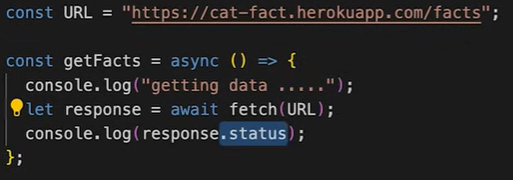 const URL = "https://cat-fact.herokuapp.com/facts";
const getFacts = async () => {
console.log("getting data .....");
let response = await fetch(URL);
console.log(response.status);
};